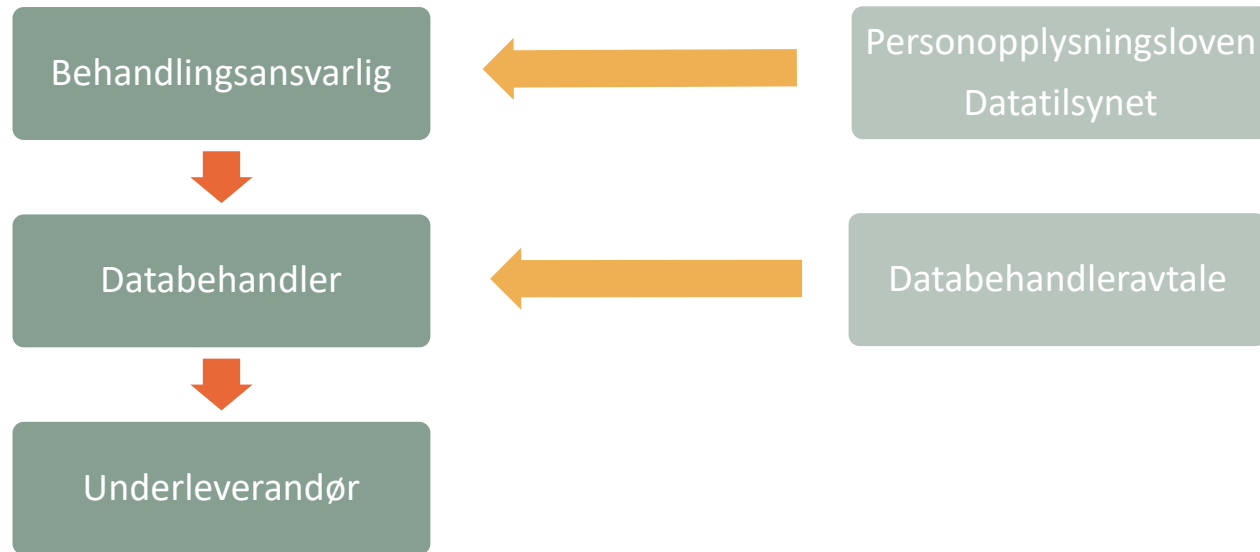 Behandlingsansvarlig
Personopplysningsloven
Datatilsynet
Databehandler
Databehandleravtale
Underleverandør